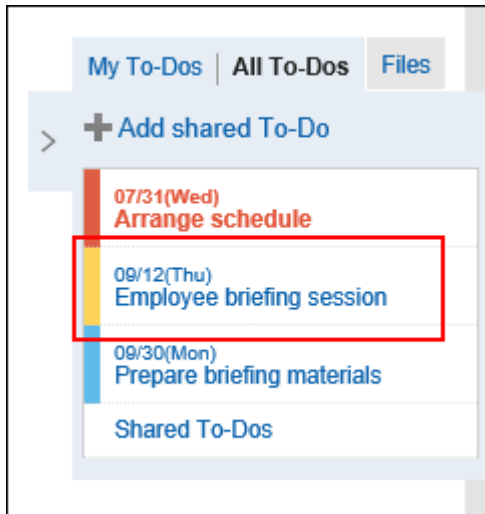 My To-Dos | All To-Dos Files
Add shared To-Do
07/31(Wed)
Arrange schedule
09/12(Thu)
Employee briefing session
09/30(Mon)
Prepare briefing materials
Shared To-Dos